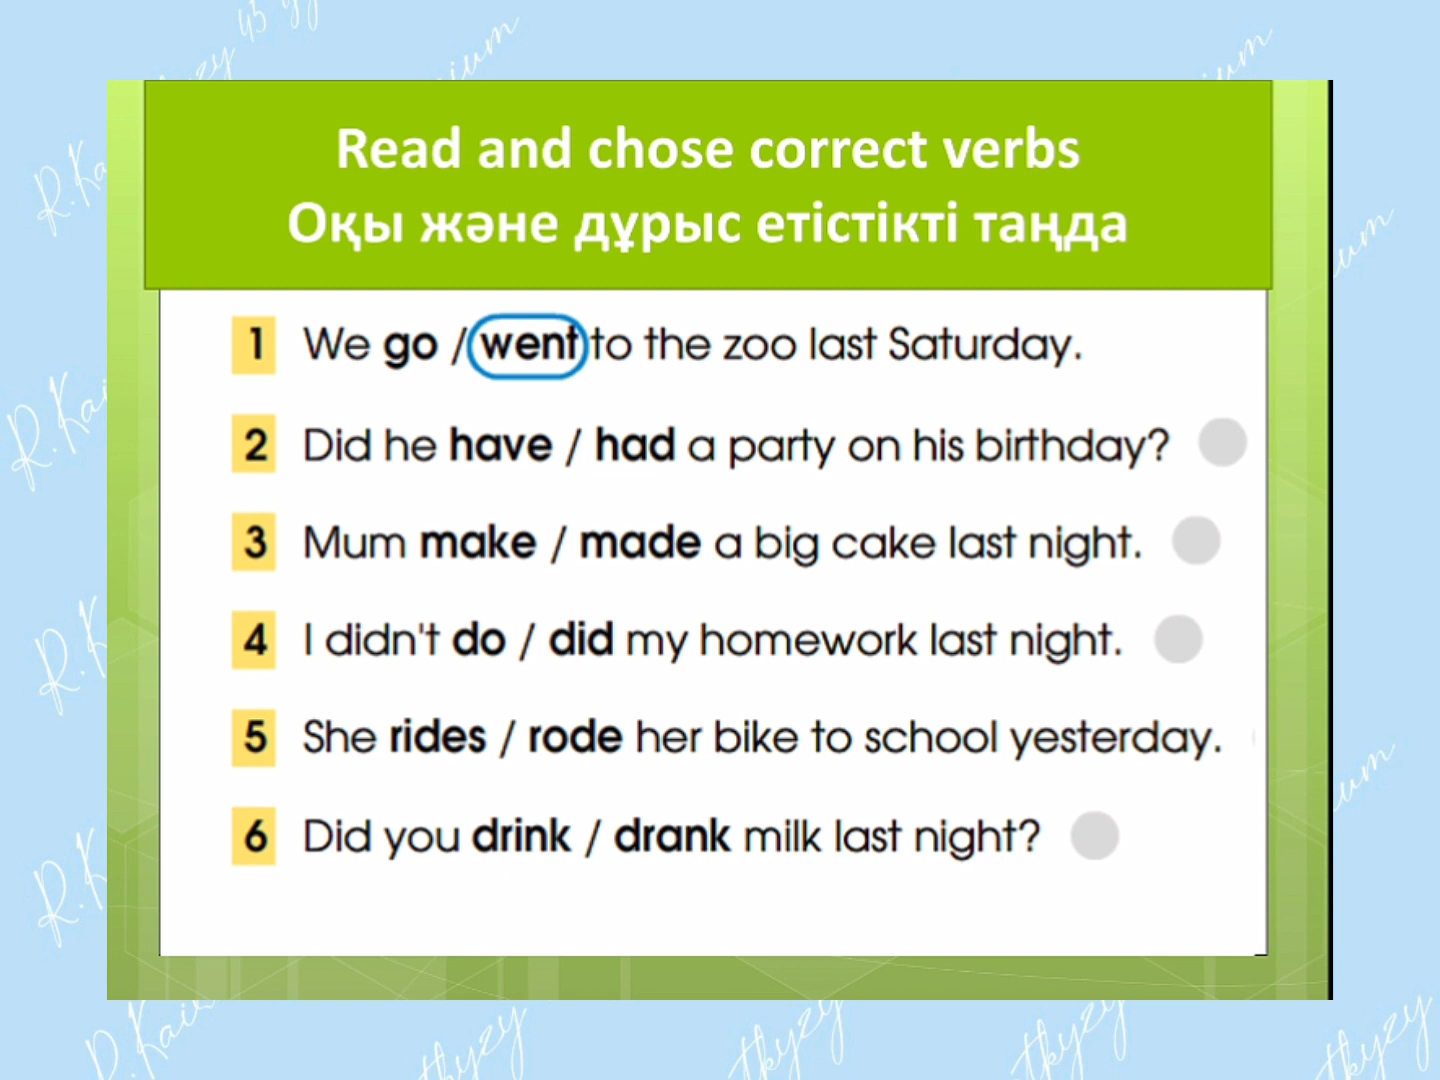 Read and chose correct verbs
Оқы және дұрыс етістікті таңда
1 We go / went to the zoo last Saturday.
2 Did he have / had a party on his birthday?
3 Mum make / made a big cake last night.
4 I didn't do / did my homework last night.
5 She rides / rode her bike to school yesterday.
6 Did you drink / drank milk last night?